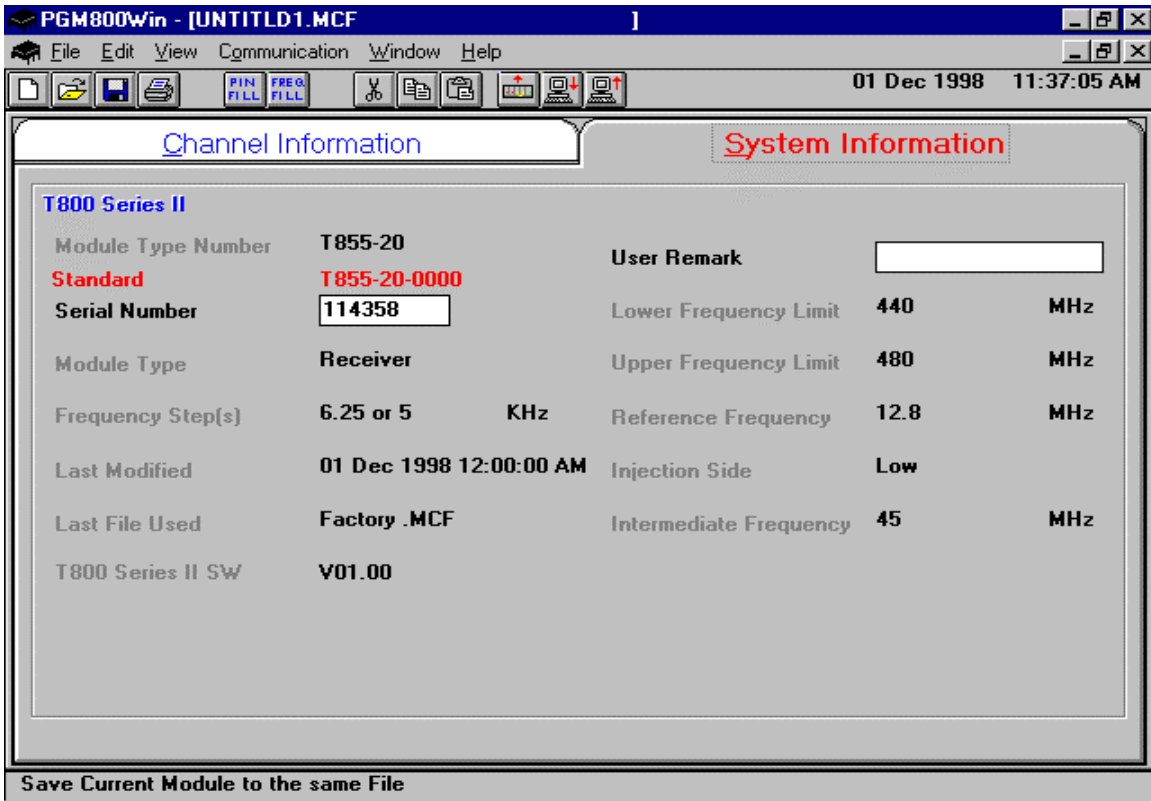 PGM800Win - [UNTITLD1.MCF ]
File Edit View Communication Window Help
PIN FILL FREQ FILL 01 Dec 1998 11:37:05 AM
Channel Information System Information
T800 Series II
Module Type Number T855-20
Standard T855-20-0000
Serial Number 114358
Module Type Receiver
Frequency Step(s) 6.25 or 5 KHz
Last Modified 01 Dec 1998 12:00:00 AM
Last File Used Factory .MCF
T800 Series II SW V01.00
User Remark
Lower Frequency Limit 440 MHz
Upper Frequency Limit 480 MHz
Reference Frequency 12.8 MHz
Injection Side Low
Intermediate Frequency 45 MHz
Save Current Module to the same File